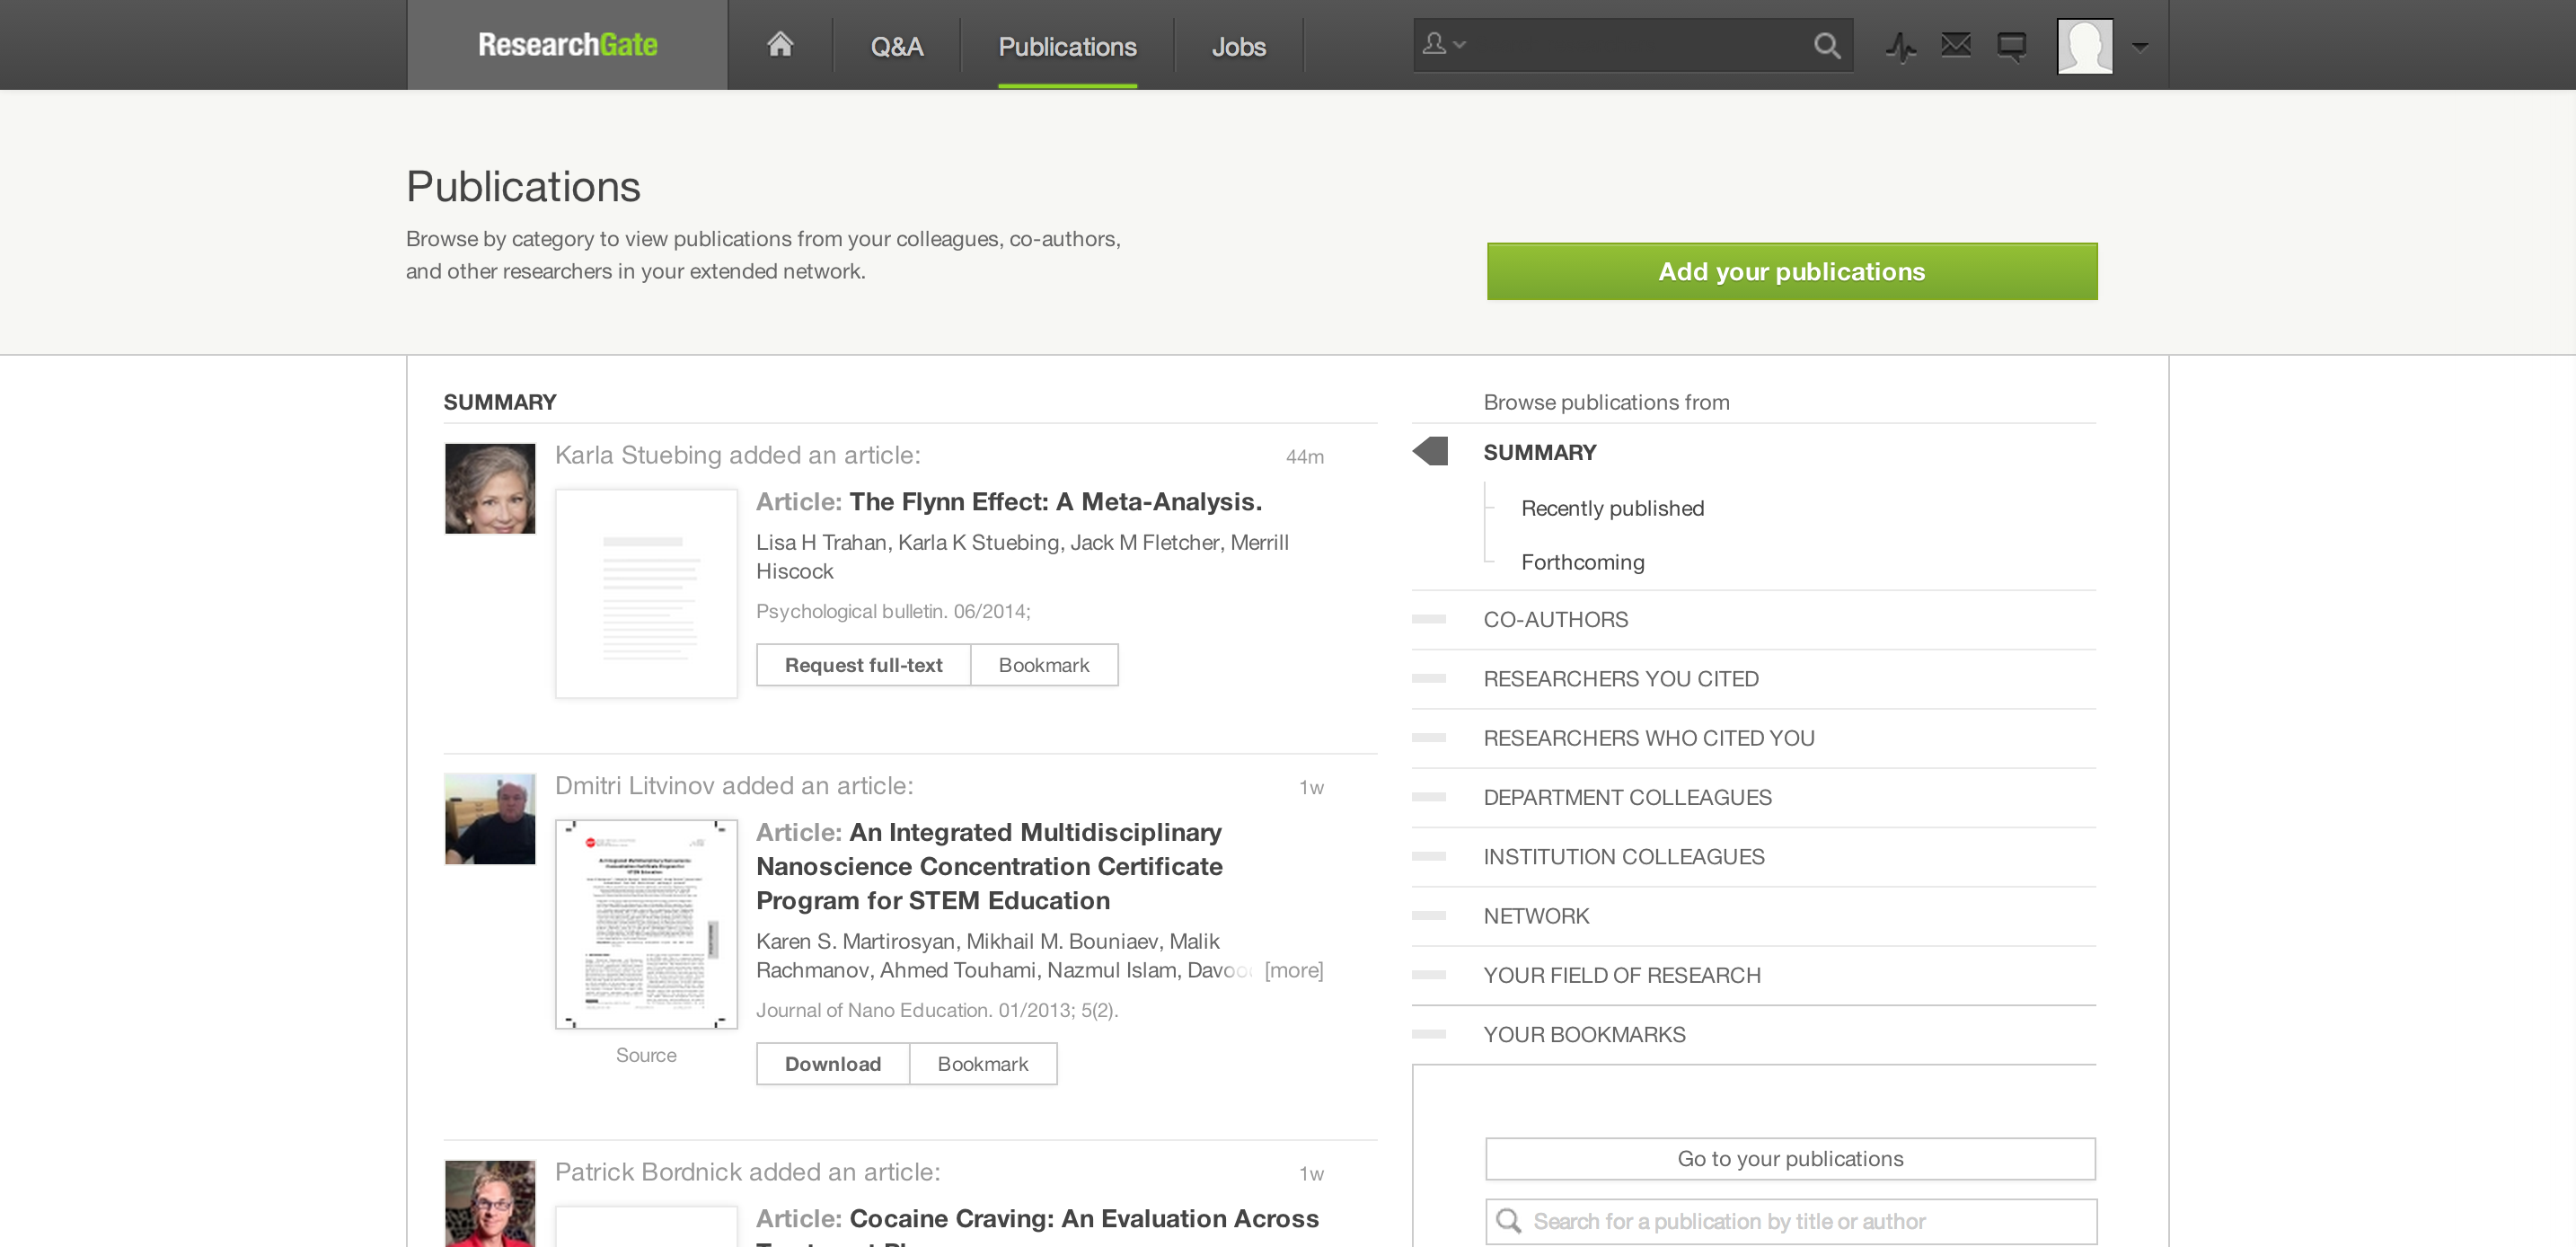 ResearchGate
Q&A
Publications
Jobs
Publications
Browse by category to view publications from your colleagues, co-authors,
and other researchers in your extended network.
Add your publications
SUMMARY
Karla Stuebing added an article:
44m
Article: The Flynn Effect: A Meta-Analysis.
Lisa H Trahan, Karla K Stuebing, Jack M Fletcher, Merrill
Hiscock
Psychological bulletin. 06/2014;
Request full-text
Bookmark
Dmitri Litvinov added an article:
1w
Article: An Integrated Multidisciplinary
Nanoscience Concentration Certificate
Program for STEM Education
Karen S. Martirosyan, Mikhail M. Bouniaev, Malik
Rachmanov, Ahmed Touhami, Nazmul Islam, Davood [more]
Journal of Nano Education. 01/2013; 5(2).
Source
Download
Bookmark
Patrick Bordnick added an article:
1w
Article: Cocaine Craving: An Evaluation Across
Browse publications from
SUMMARY
Recently published
Forthcoming
CO-AUTHORS
RESEARCHERS YOU CITED
RESEARCHERS WHO CITED YOU
DEPARTMENT COLLEAGUES
INSTITUTION COLLEAGUES
NETWORK
YOUR FIELD OF RESEARCH
YOUR BOOKMARKS
Go to your publications
Search for a publication by title or author